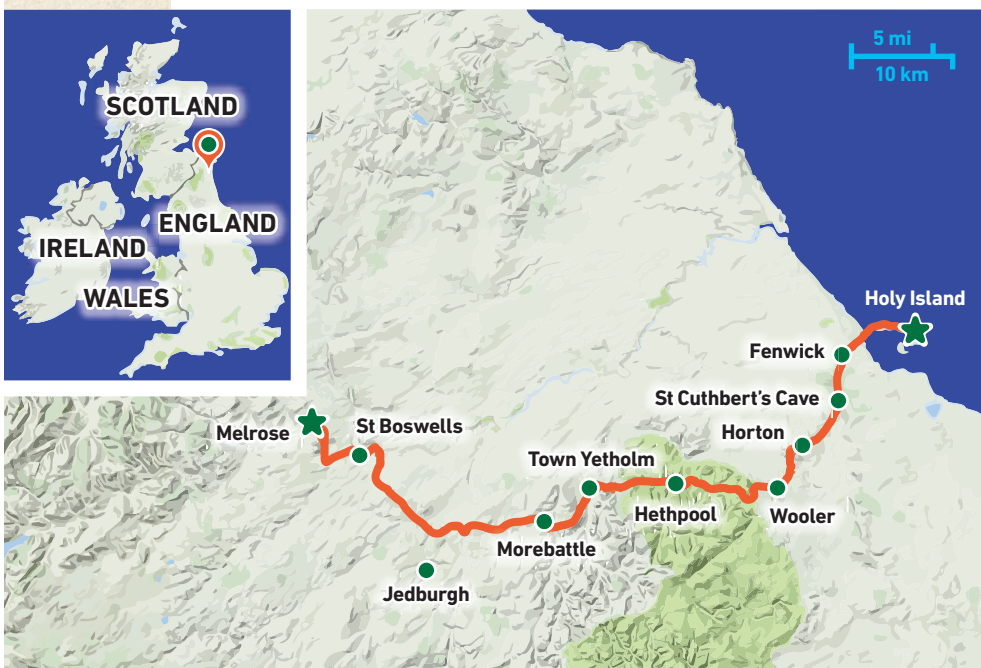 SCOTLAND
ENGLAND
IRELAND
WALES
5 mi
10 km
Holy Island
Fenwick
St Cuthbert's Cave
Horton
Melrose
St Boswells
Town Yetholm
Hethpool
Wooler
Morebattle
Jedburgh